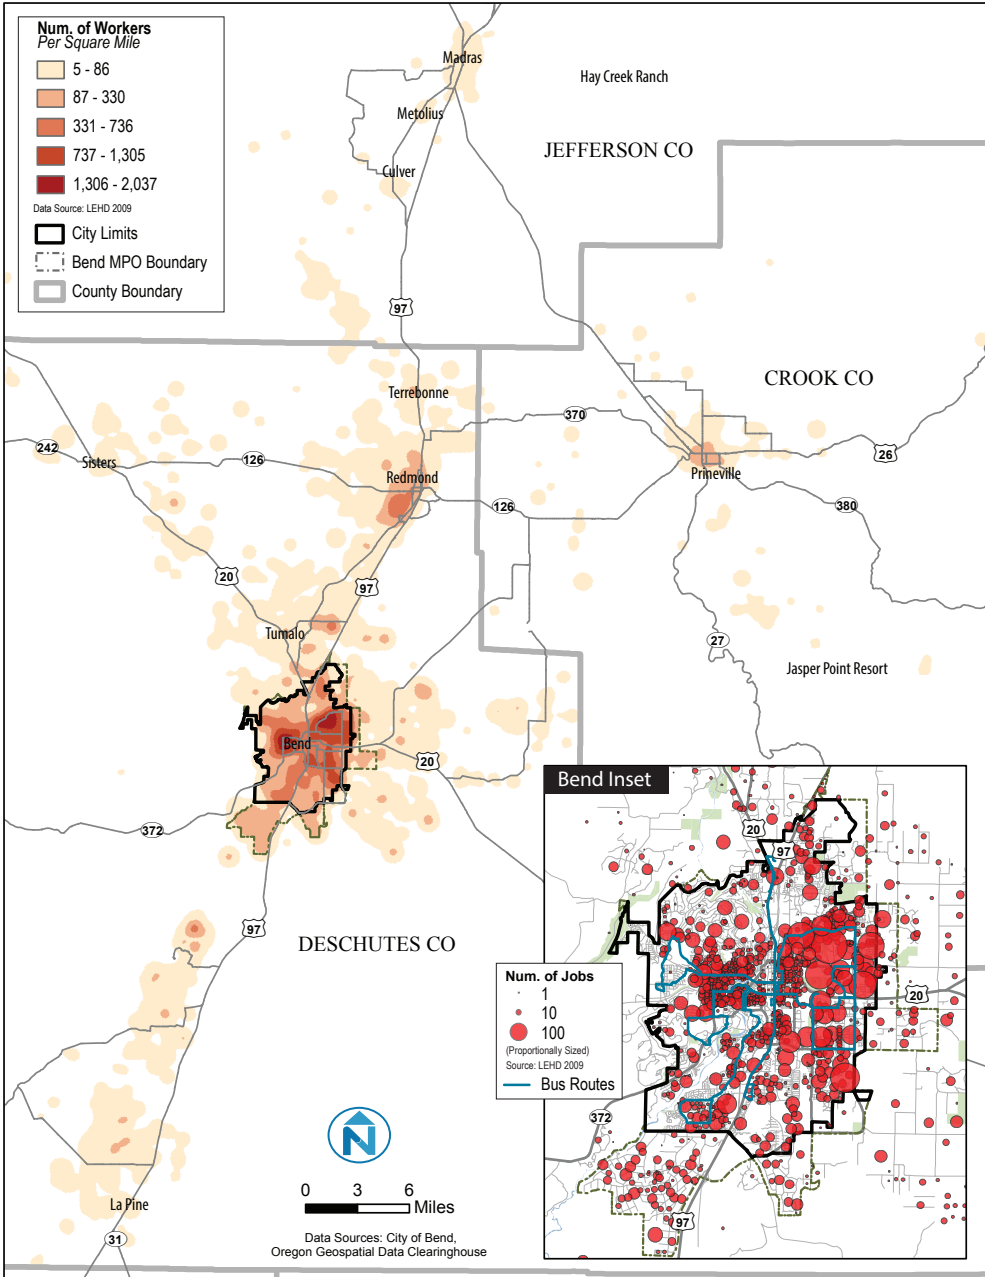 Num. of Workers
Per Square Mile
5 - 86
87 - 330
331 - 736
737 - 1,305
1,306 - 2,037
Data Source: LEHD 2009
City Limits
Bend MPO Boundary
County Boundary
Madras
Hay Creek Ranch
Metolius
JEFFERSON CO
Culver
97
CROOK CO
Terrebonne
370
242
Sisters
126
Redmond
26
Prineville
126
380
20
97
Tumalo
27
Jasper Point Resort
Bend
20
372
97
DESCHUTES CO
La Pine
31
N
0 3 6
Miles
Data Sources: City of Bend,
Oregon Geospatial Data Clearinghouse
Bend Inset
20
97
Num. of Jobs
1
10
100
(Proportionally Sized)
Source: LEHD 2009
Bus Routes
20
372
97